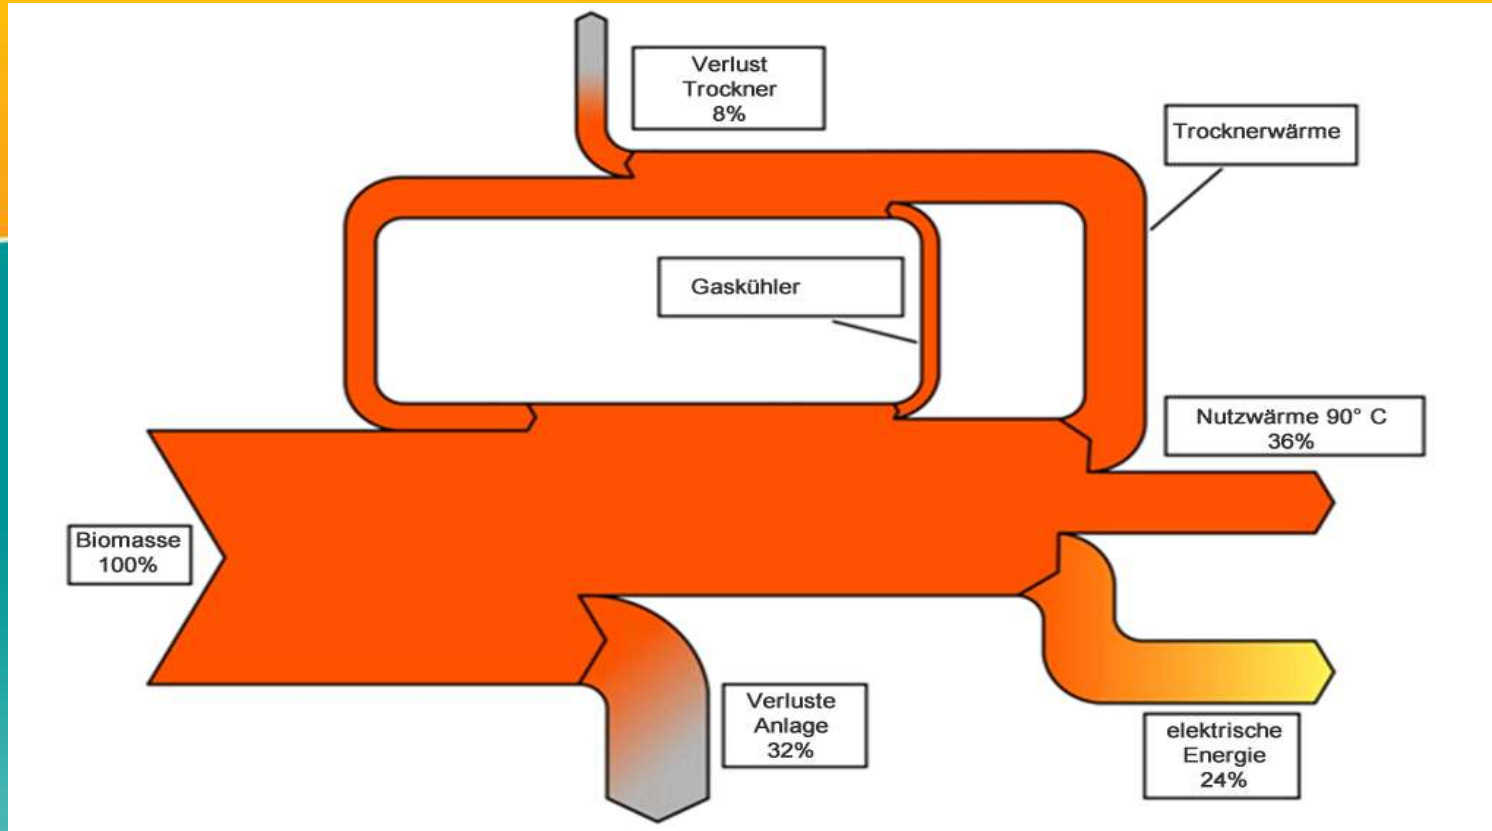 Verlust
Trockner
8%
Trocknerwärme
Gaskühler
Nutzwärme 90° C
36%
Biomasse
100%
Verluste
Anlage
32%
elektrische
Energie
24%